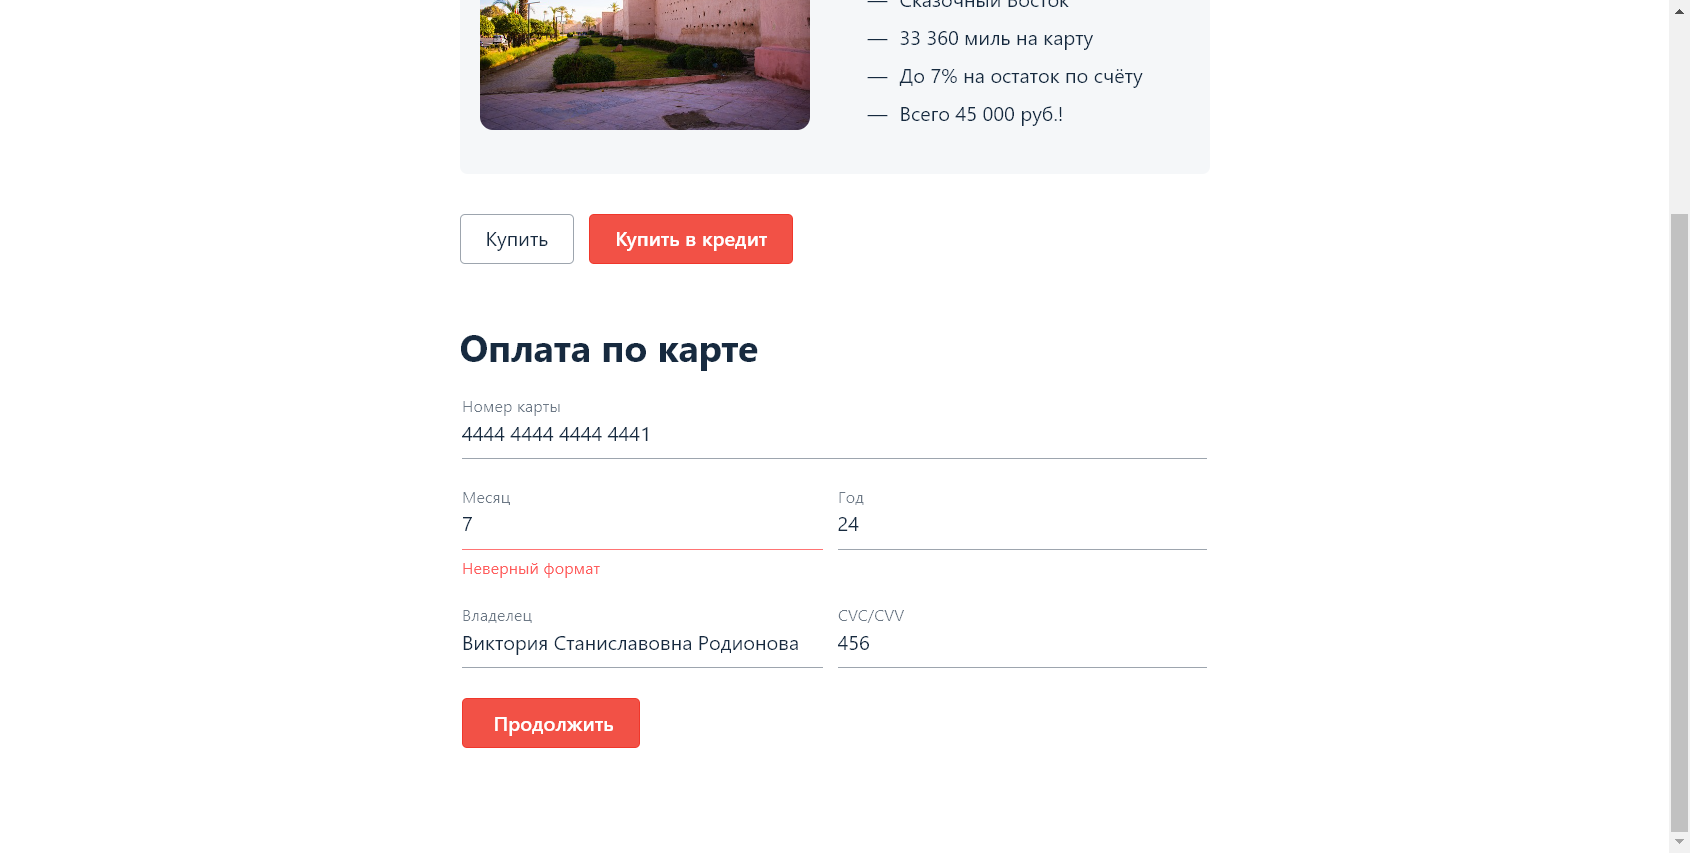 — Сказочный Восток
— 33 360 миль на карту
— До 7% на остаток по счёту
— Всего 45 000 руб.!
Купить
Купить в кредит
Оплата по карте
Номер карты
4444 4444 4444 4441
Месяц
Год
7
24
Неверный формат
Владелец
CVC/CVV
Виктория Станиславовна Родионова
456
Продолжить